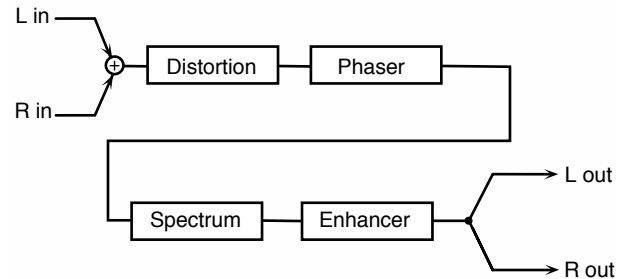 L in
Distortion
Phaser
R in
Spectrum
Enhancer
L out
R out